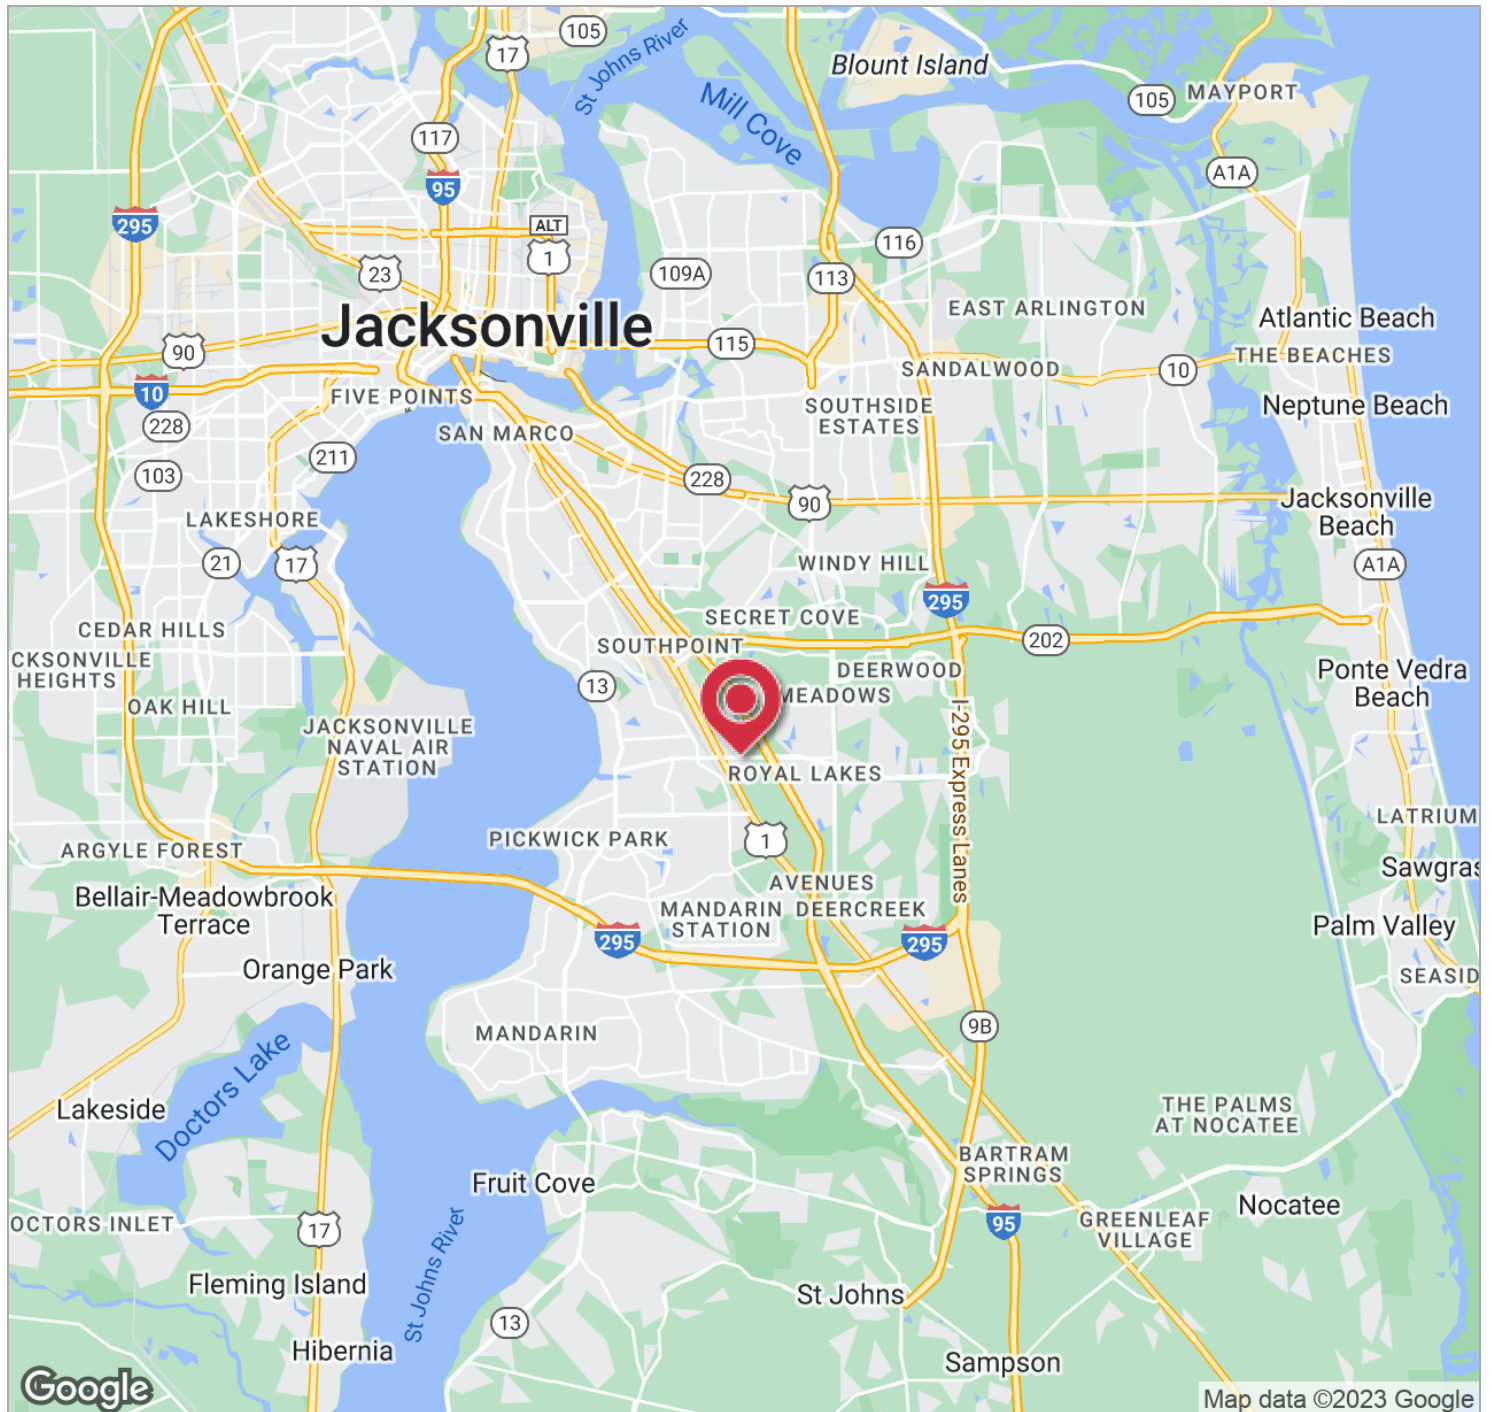 105
17
St Johns River
Blount Island
105
MAYPORT
Mill Cove
117
A1A
95
295
ALT
1
116
23
109A
113
EAST ARLINGTON
Jacksonville
Atlantic Beach
90
115
THE BEACHES
SANDALWOOD
10
10
FIVE POINTS
SOUTHSIDE
ESTATES
Neptune Beach
228
SAN MARCO
211
103
228
90
Jacksonville
Beach
LAKESHORE
21
17
WINDY HILL
A1A
295
SECRET COVE
CEDAR HILLS
SOUTHPOINT
202
CKSONVILLE
HEIGHTS
DEERWOOD
Ponte Vedra
Beach
13
MEADOWS
OAK HILL
JACKSONVILLE
NAVAL AIR
STATION
I-295 Express Lanes
ROYAL LAKES
LATRIUM
PICKWICK PARK
1
ARGYLE FOREST
Sawgras
AVENUES
Bellair-Meadowbrook
Terrace
MANDARIN
STATION
DEERCREEK
Palm Valley
295
295
Orange Park
SEASID
MANDARIN
9B
Doctors Lake
Lakeside
THE PALMS
AT NOCATEE
BARTRAM
SPRINGS
Fruit Cove
Nocatee
OCTORS INLET
17
95
GREENLEAF
VILLAGE
St Johns River
Fleming Island
St Johns
13
Hibernia
Sampson
Google
Map data ©2023 Google